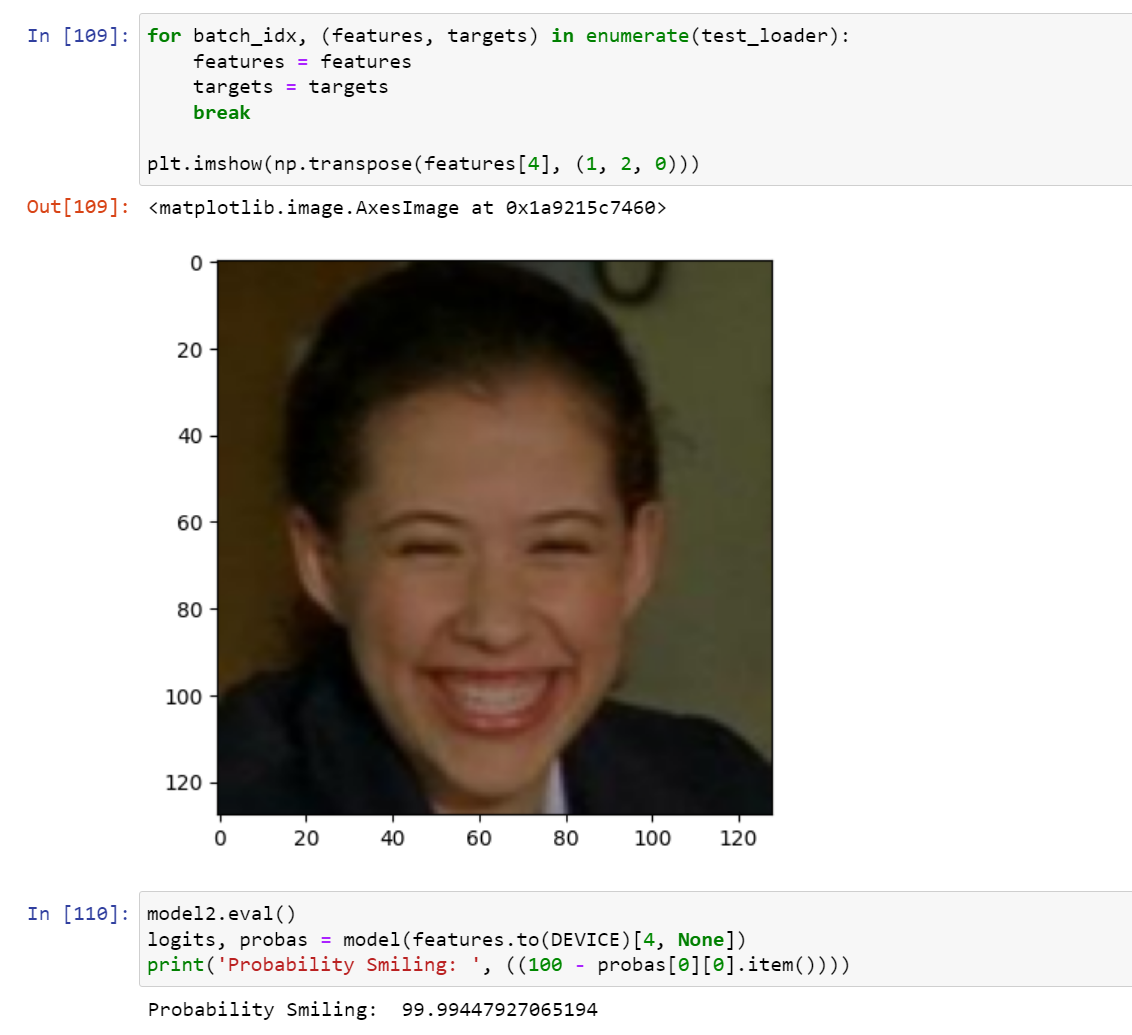 In [109]: for batch_idx, (features, targets) in enumerate(test_loader):
    features = features
    targets = targets
    break
plt.imshow(np.transpose(features[4], (1, 2, 0)))
Out[109]: <matplotlib.image.AxesImage at 0x1a9215c7460>
0
20
40
60
80
100
120
0 20 40 60 80 100 120
In [110]: model2.eval()
logits, probas = model(features.to(DEVICE)[4, None])
print('Probability Smiling: ', ((100 - probas[0][0].item())))
Probability Smiling:  99.99447927065194